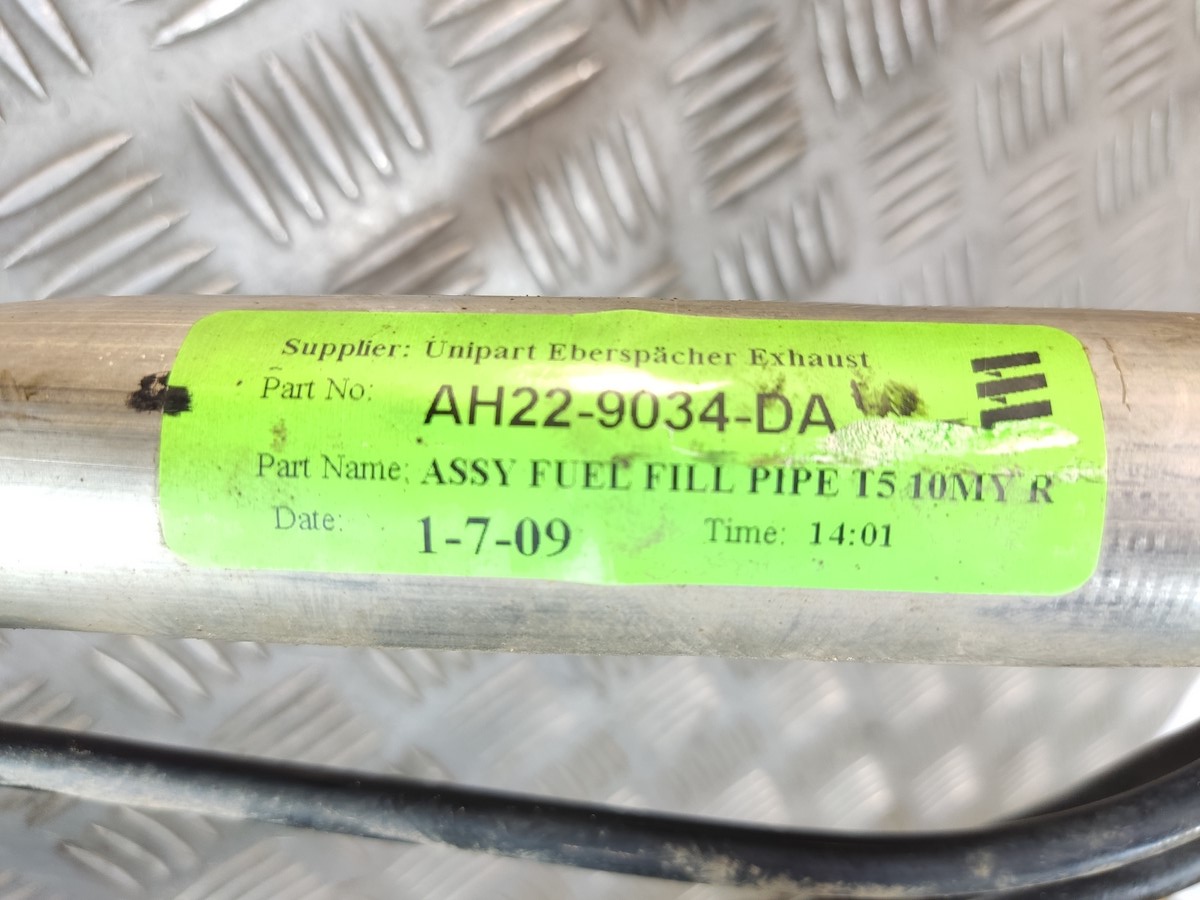 Supplier: Unipart Eberspächer Exhaust
Part No: AH22-9034-DA
Part Name: ASSY FUEL FILL PIPE T5 10MY R
Date: 1-7-09 Time: 14:01